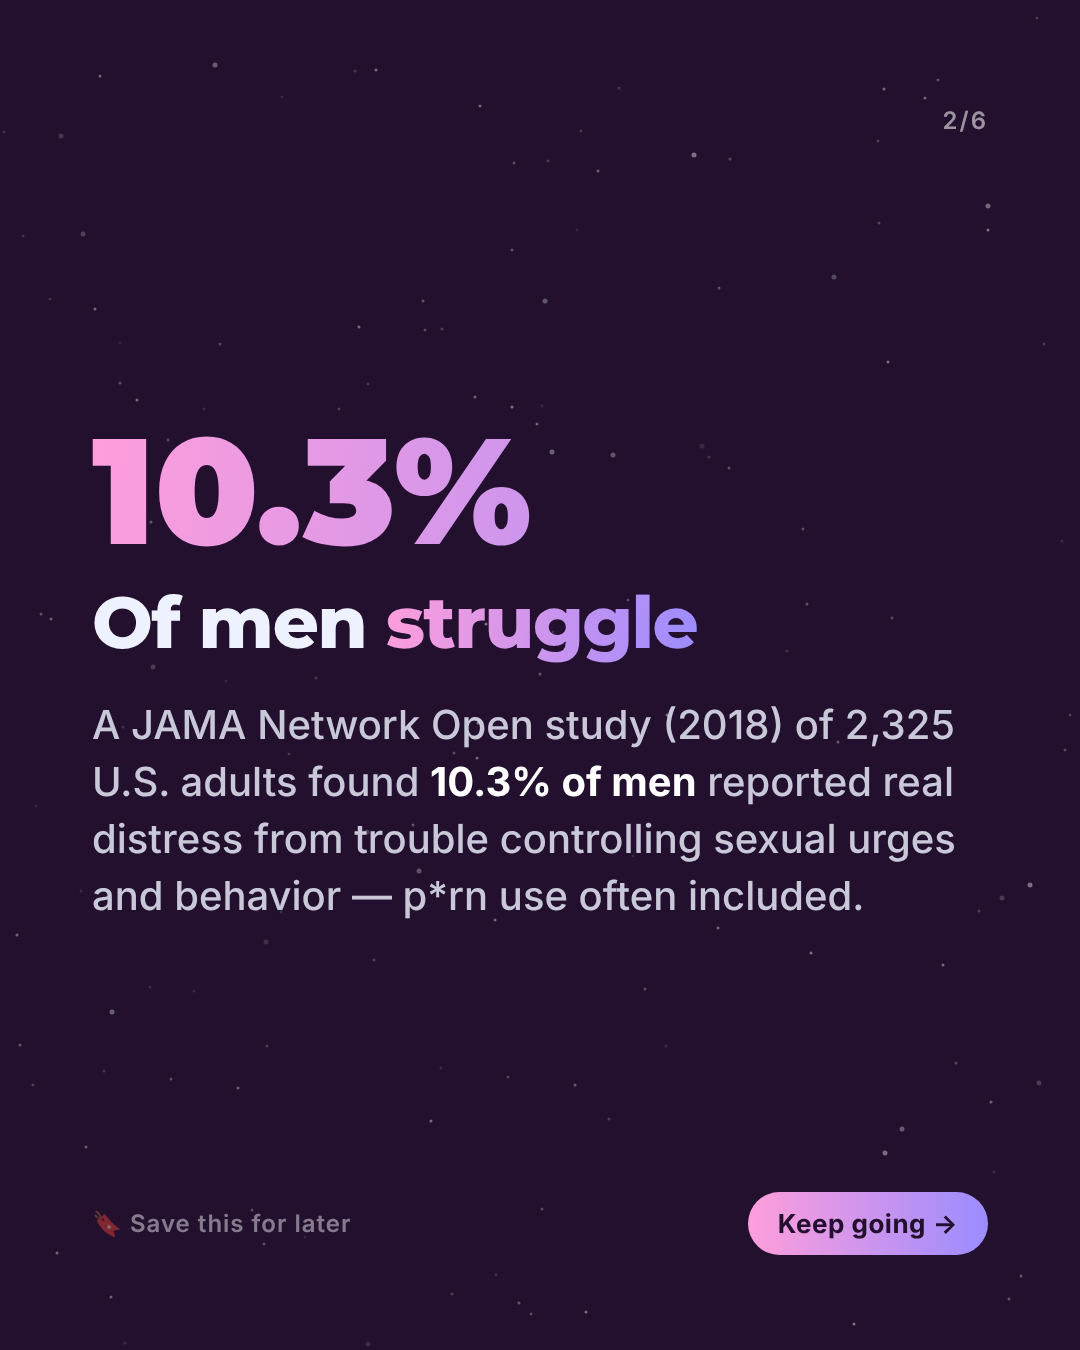 2/6
10.3%
Of men struggle
A JAMA Network Open study (2018) of 2,325
U.S. adults found 10.3% of men reported real
distress from trouble controlling sexual urges
and behavior — p*rn use often included.
🔖 Save this for later
Keep going →